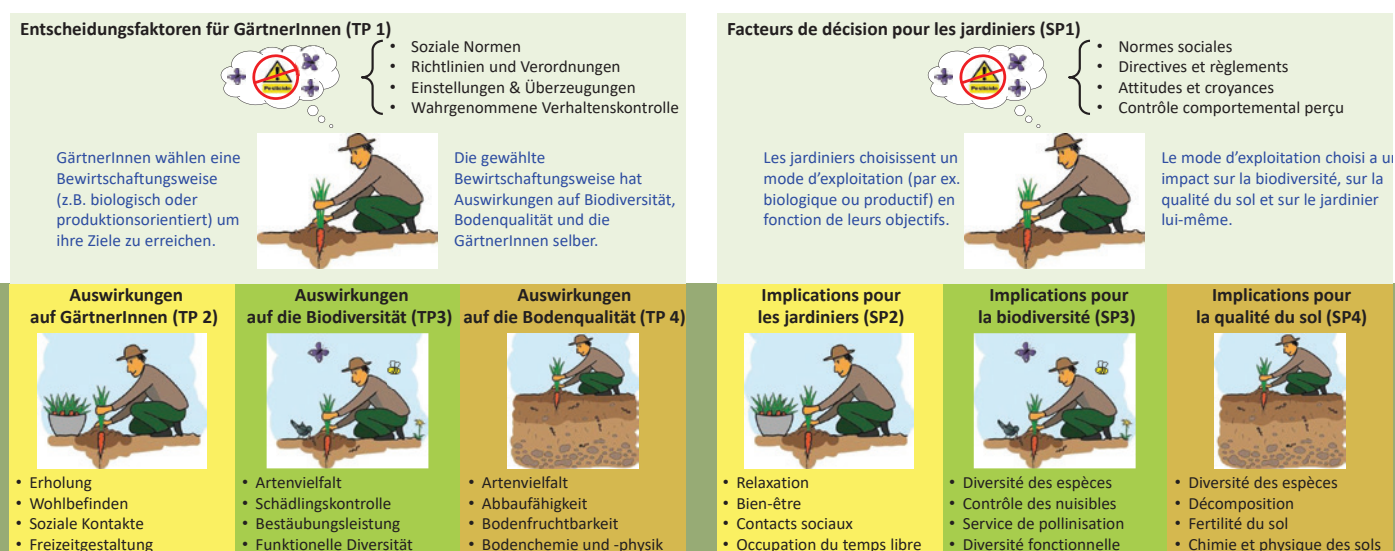 Entscheidungsfaktoren für GärtnerInnen (TP 1)
• Soziale Normen
• Richtlinien und Verordnungen
• Einstellungen & Überzeugungen
• Wahrgenommene Verhaltenskontrolle
Pesticide
GärtnerInnen wählen eine
Bewirtschaftungsweise
(z.B. biologisch oder
produktionsorientiert) um
ihre Ziele zu erreichen.
Die gewählte
Bewirtschaftungsweise hat
Auswirkungen auf Biodiversität,
Bodenqualität und die
GärtnerInnen selber.
Auswirkungen
auf GärtnerInnen (TP 2)
• Erholung
• Wohlbefinden
• Soziale Kontakte
• Freizeitgestaltung
Auswirkungen
auf die Biodiversität (TP3)
• Artenvielfalt
• Schädlingskontrolle
• Bestäubungsleistung
• Funktionelle Diversität
Auswirkungen
auf die Bodenqualität (TP 4)
• Artenvielfalt
• Abbaufähigkeit
• Bodenfruchtbarkeit
• Bodenchemie und -physik
Facteurs de décision pour les jardiniers (SP1)
• Normes sociales
• Directives et règlements
• Attitudes et croyances
• Contrôle comportemental perçu
Pesticide
Les jardiniers choisissent un
mode d'exploitation (par ex.
biologique ou productif) en
fonction de leurs objectifs.
Le mode d'exploitation choisi a un
impact sur la biodiversité, sur la
qualité du sol et sur le jardinier
lui-même.
Implications pour
les jardiniers (SP2)
• Relaxation
• Bien-être
• Contacts sociaux
• Occupation du temps libre
Implications pour
la biodiversité (SP3)
• Diversité des espèces
• Contrôle des nuisibles
• Service de pollinisation
• Diversité fonctionnelle
Implications pour
la qualité du sol (SP4)
• Diversité des espèces
• Décomposition
• Fertilité du sol
• Chimie et physique des sols